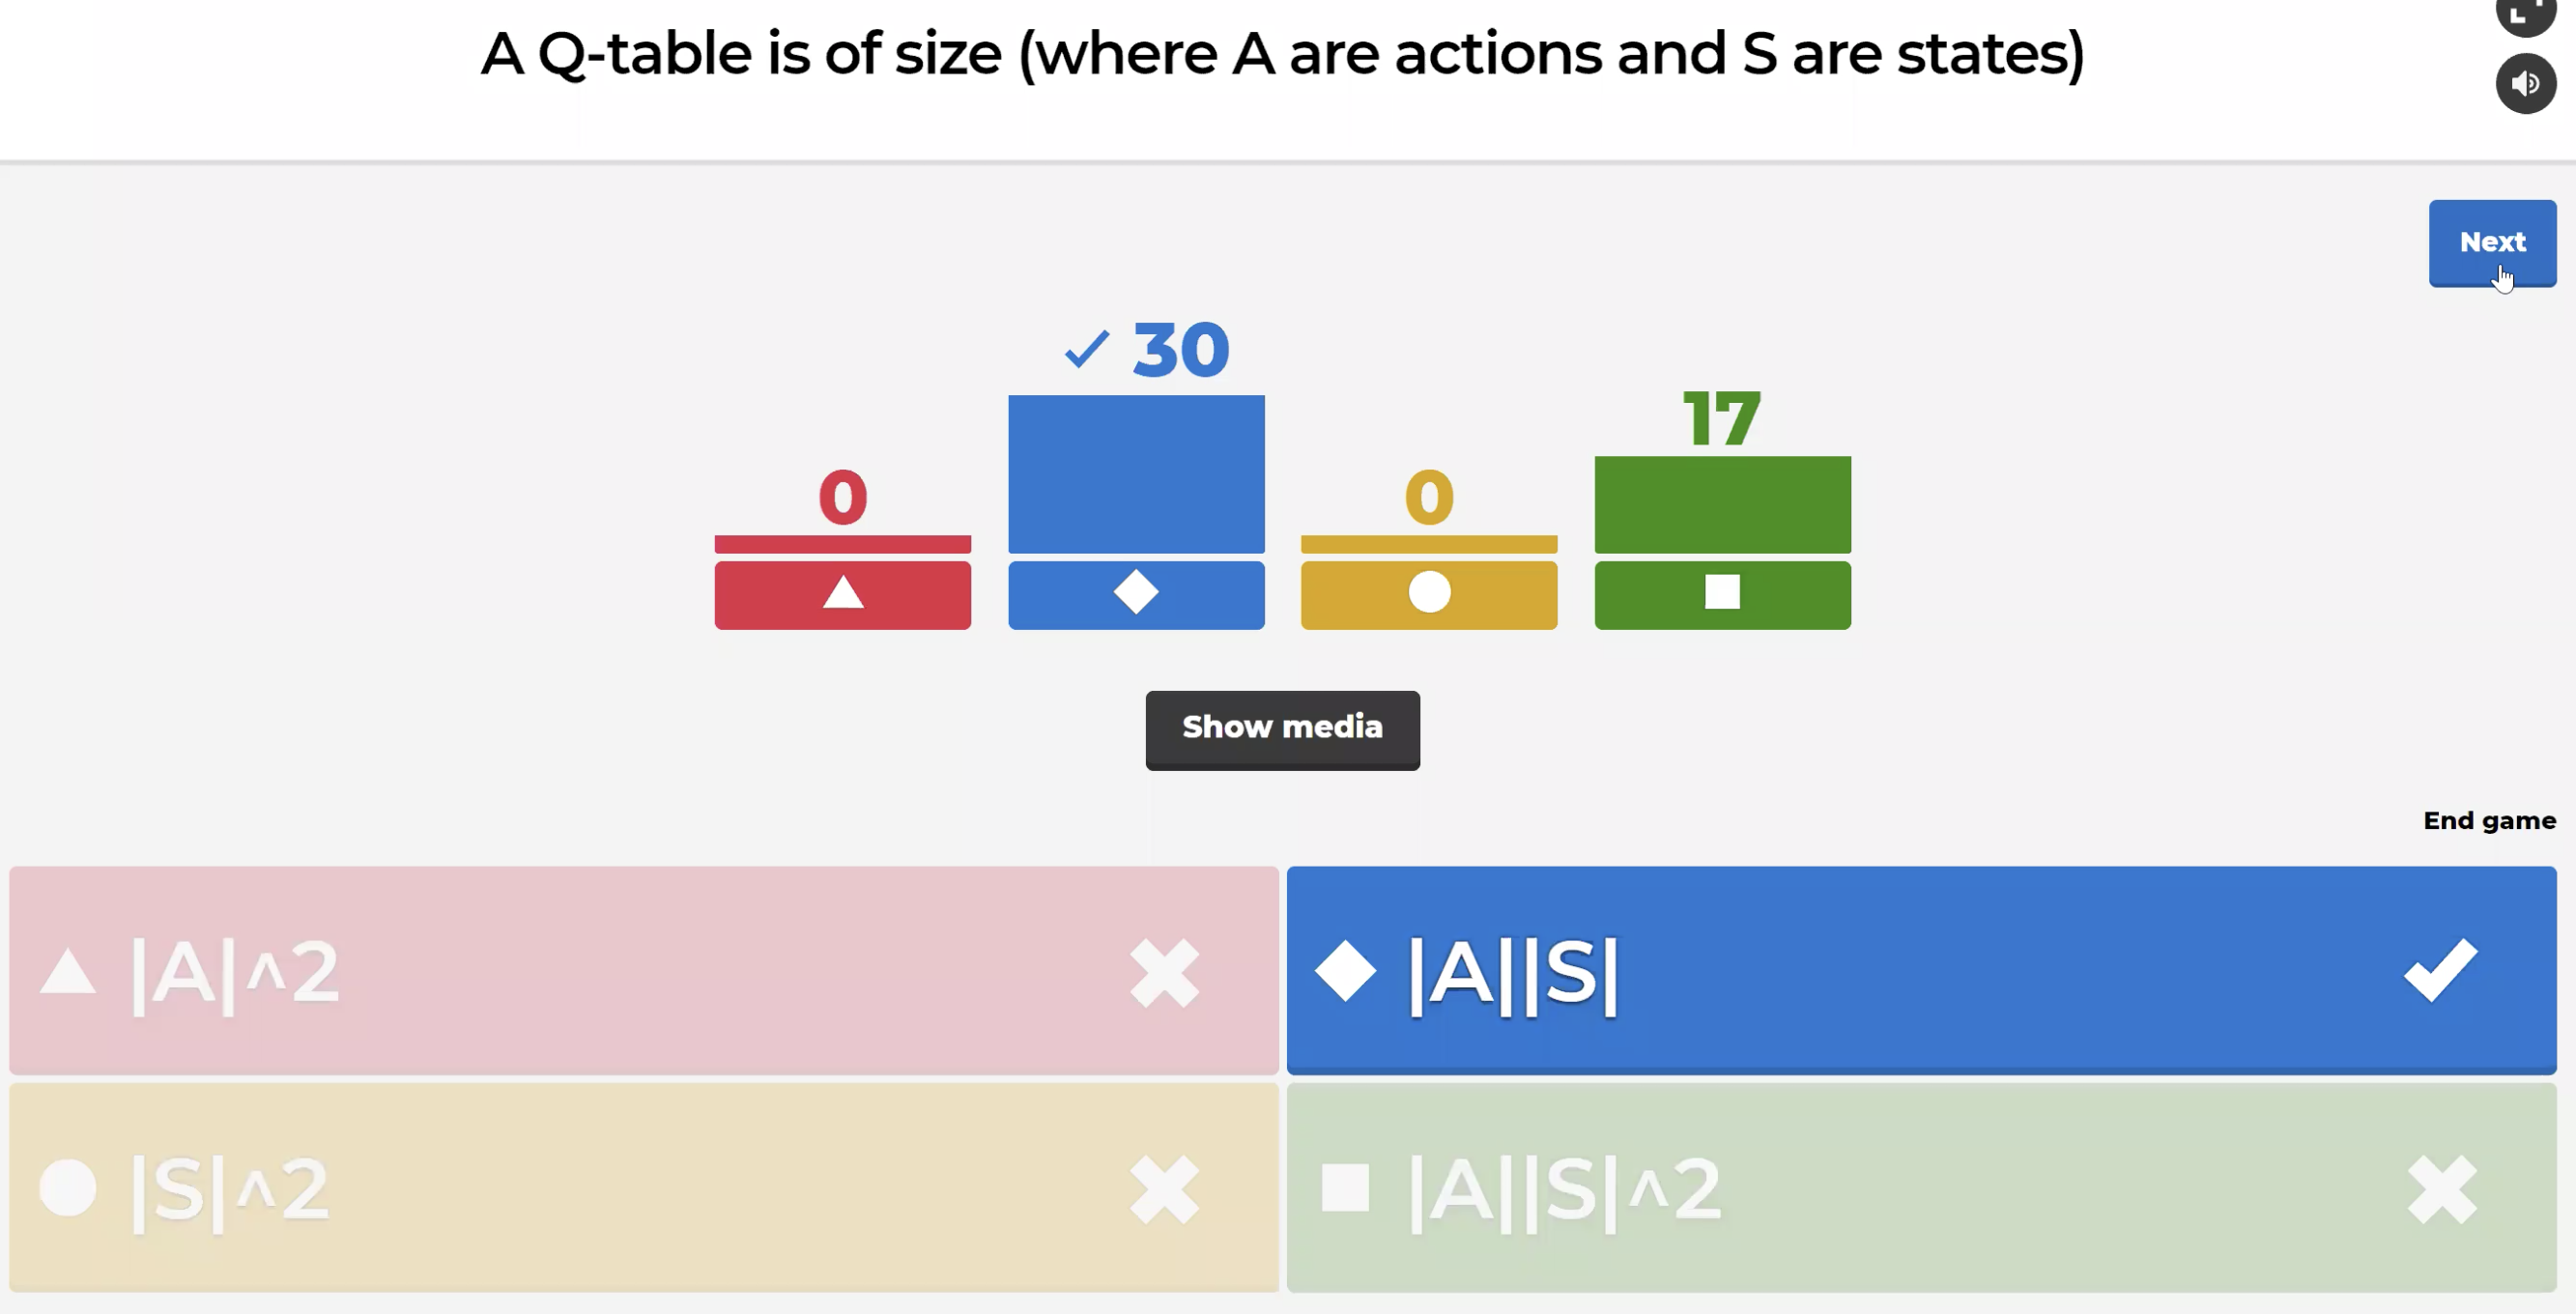 A Q-table is of size (where A are actions and S are states)
Next
30
17
0
0
Show media
End game
|A|^2
|A||S|
|S|^2
|A||S|^2